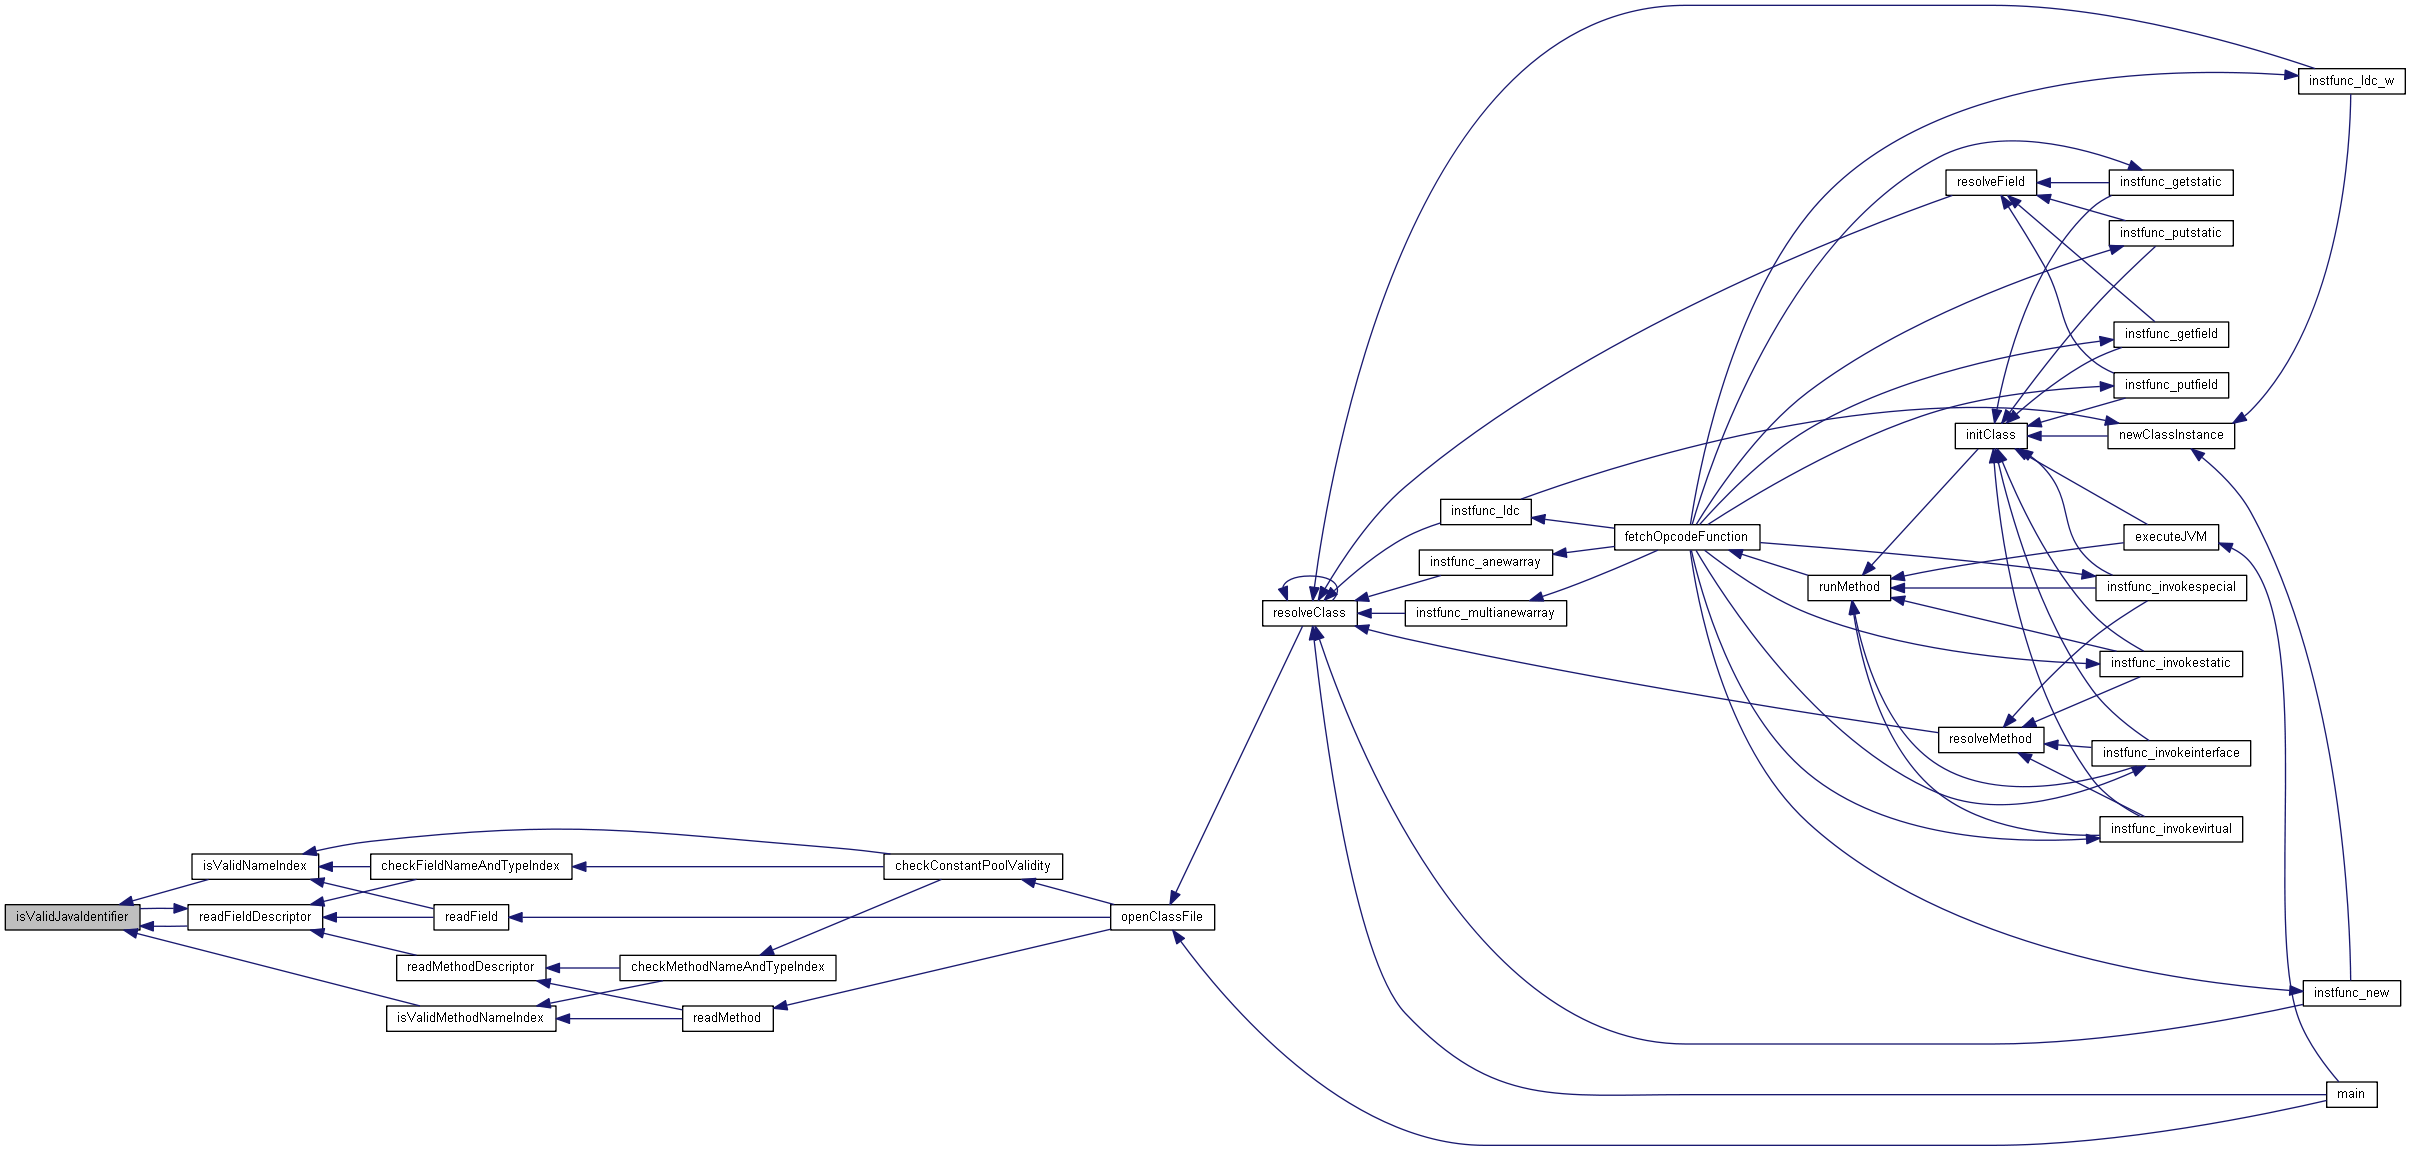 instfunc_ldc_w
resolveField
instfunc_getstatic
instfunc_putstatic
instfunc_getfield
instfunc_putfield
initClass
newClassInstance
instfunc_ldc
fetchOpcodeFunction
executeJVM
instfunc_anewarray
runMethod
instfunc_invokespecial
resolveClass
instfunc_multianewarray
instfunc_invokestatic
resolveMethod
instfunc_invokeinterface
instfunc_invokevirtual
isValidNameIndex
checkFieldNameAndTypeIndex
checkConstantPoolValidity
isValidJavaIdentifier
readFieldDescriptor
readField
openClassFile
readMethodDescriptor
checkMethodNameAndTypeIndex
instfunc_new
isValidMethodNameIndex
readMethod
main